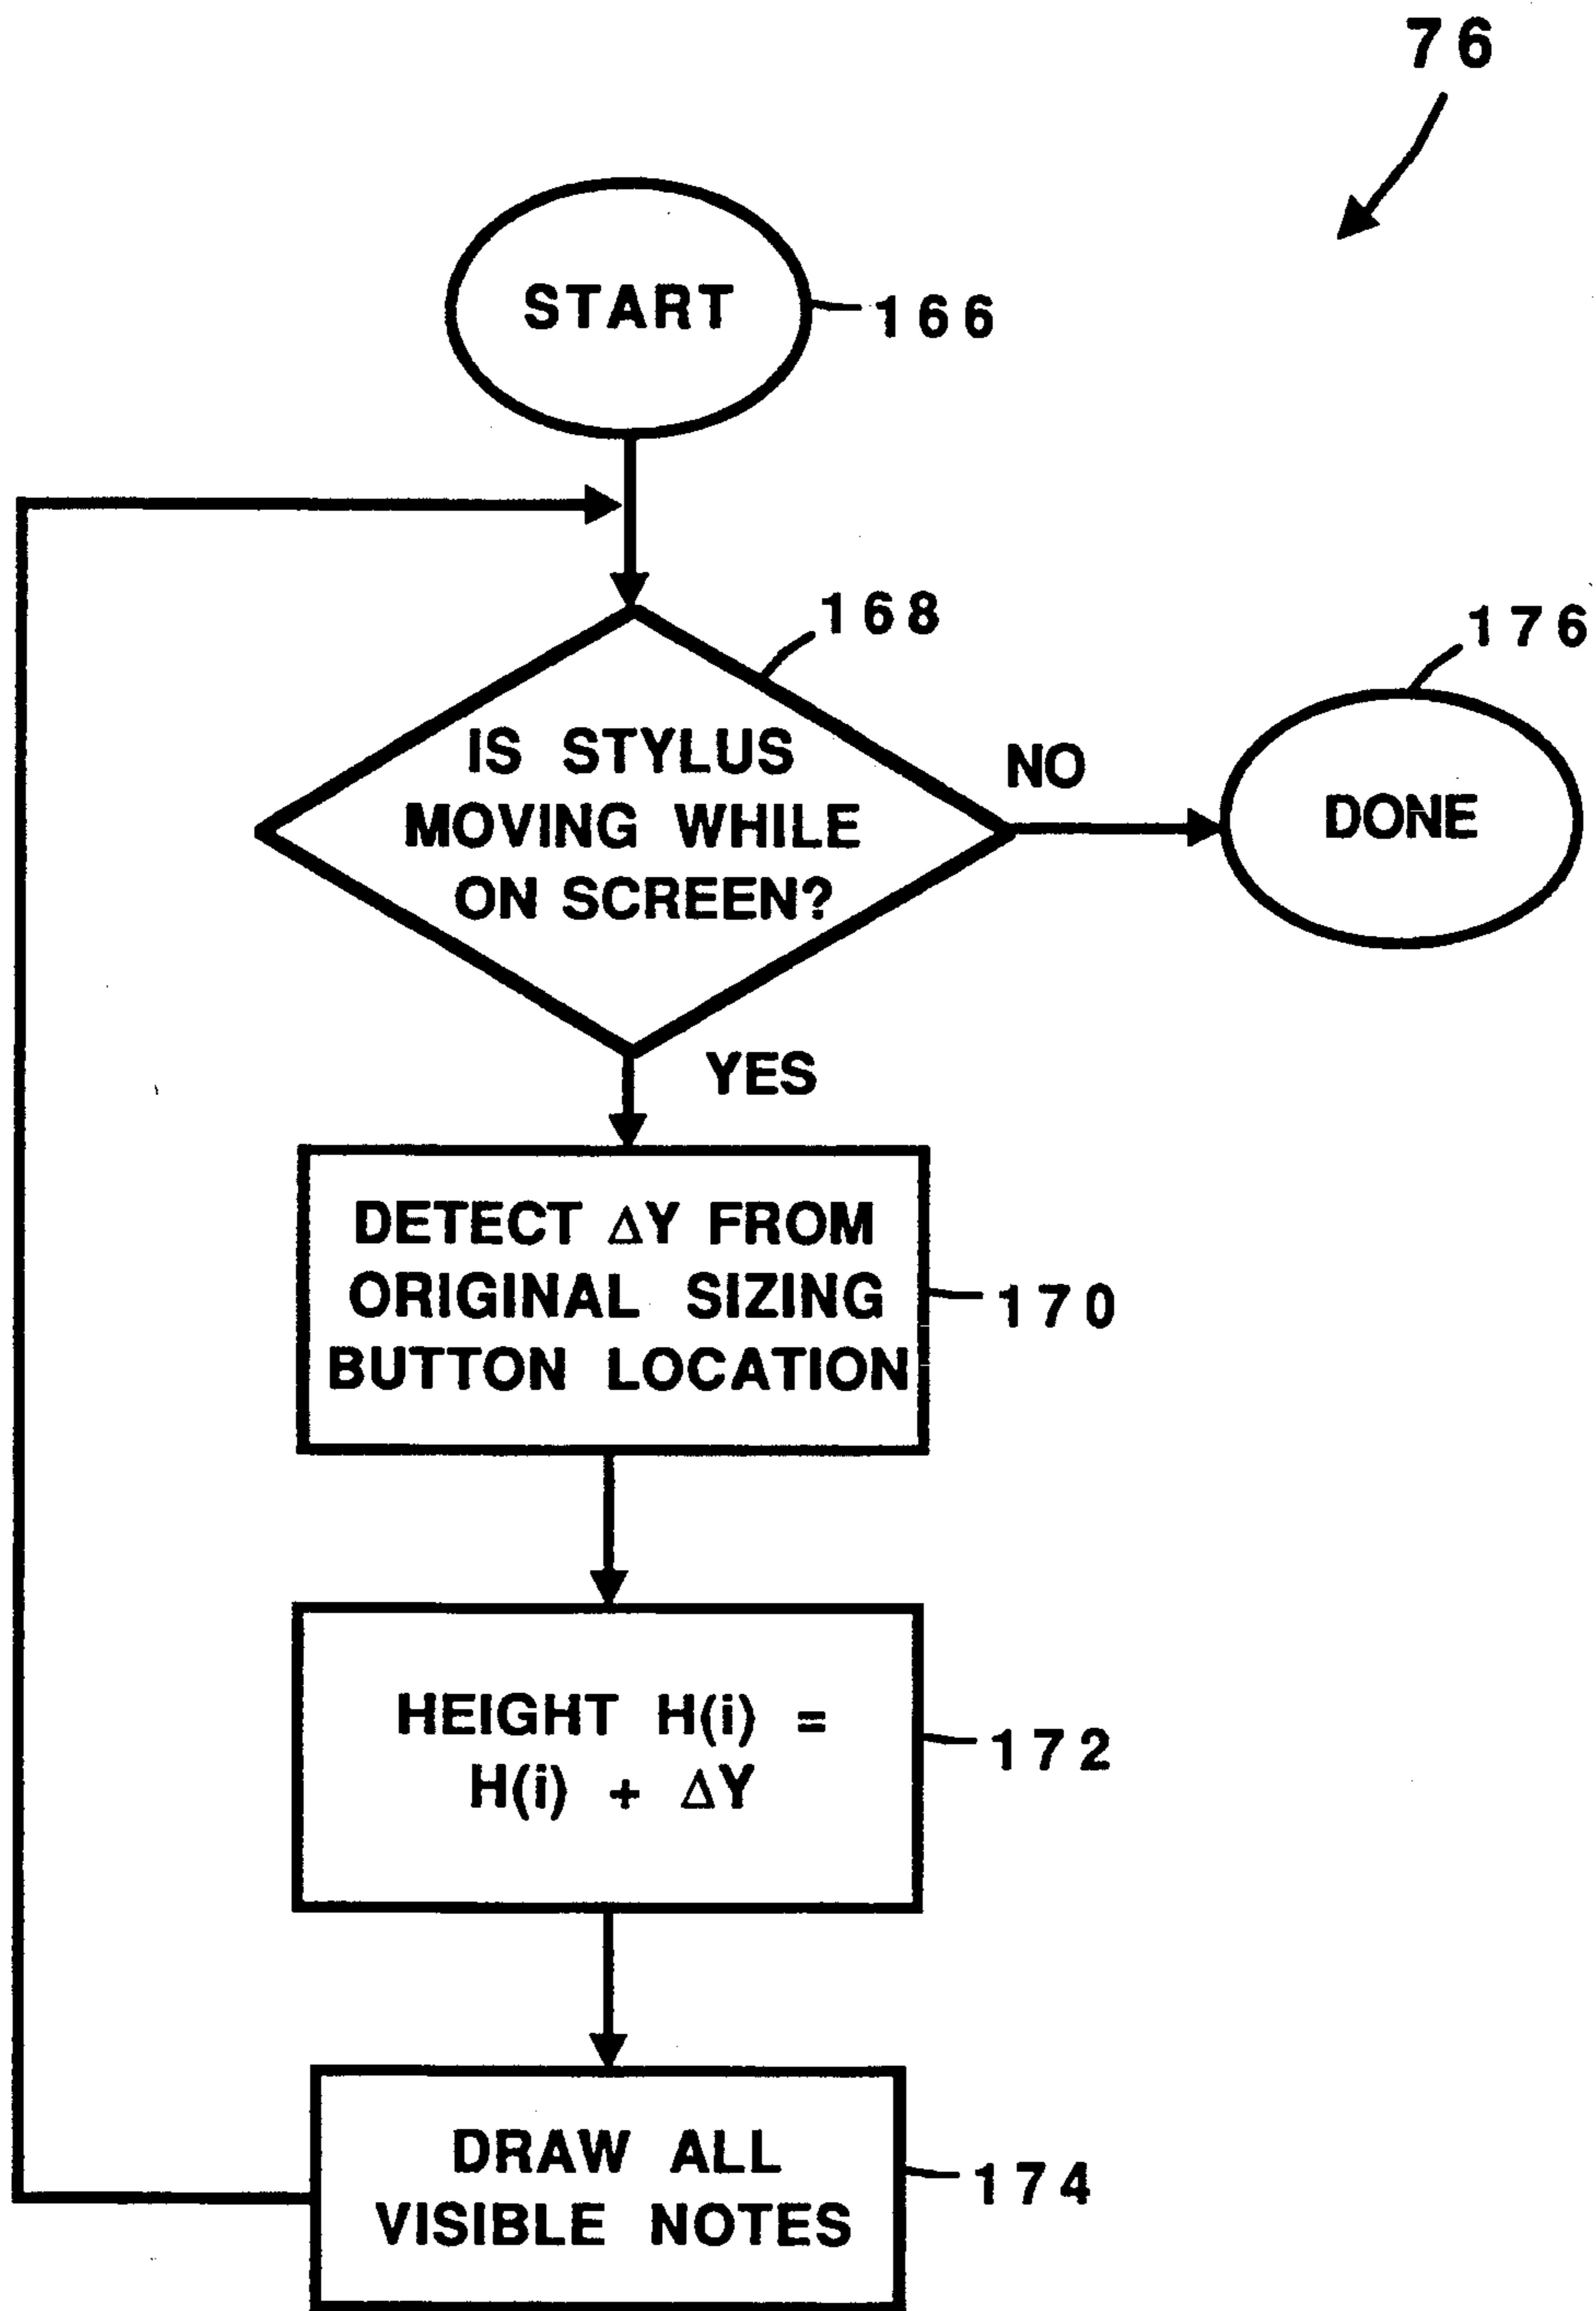 76
START
166
168
IS STYLUS
MOVING WHILE
ON SCREEN?
NO
176
DONE
YES
DETECT ΔY FROM
ORIGINAL SIZING
BUTTON LOCATION
170
HEIGHT H(i) =
H(i) + ΔY
172
DRAW ALL
VISIBLE NOTES
174